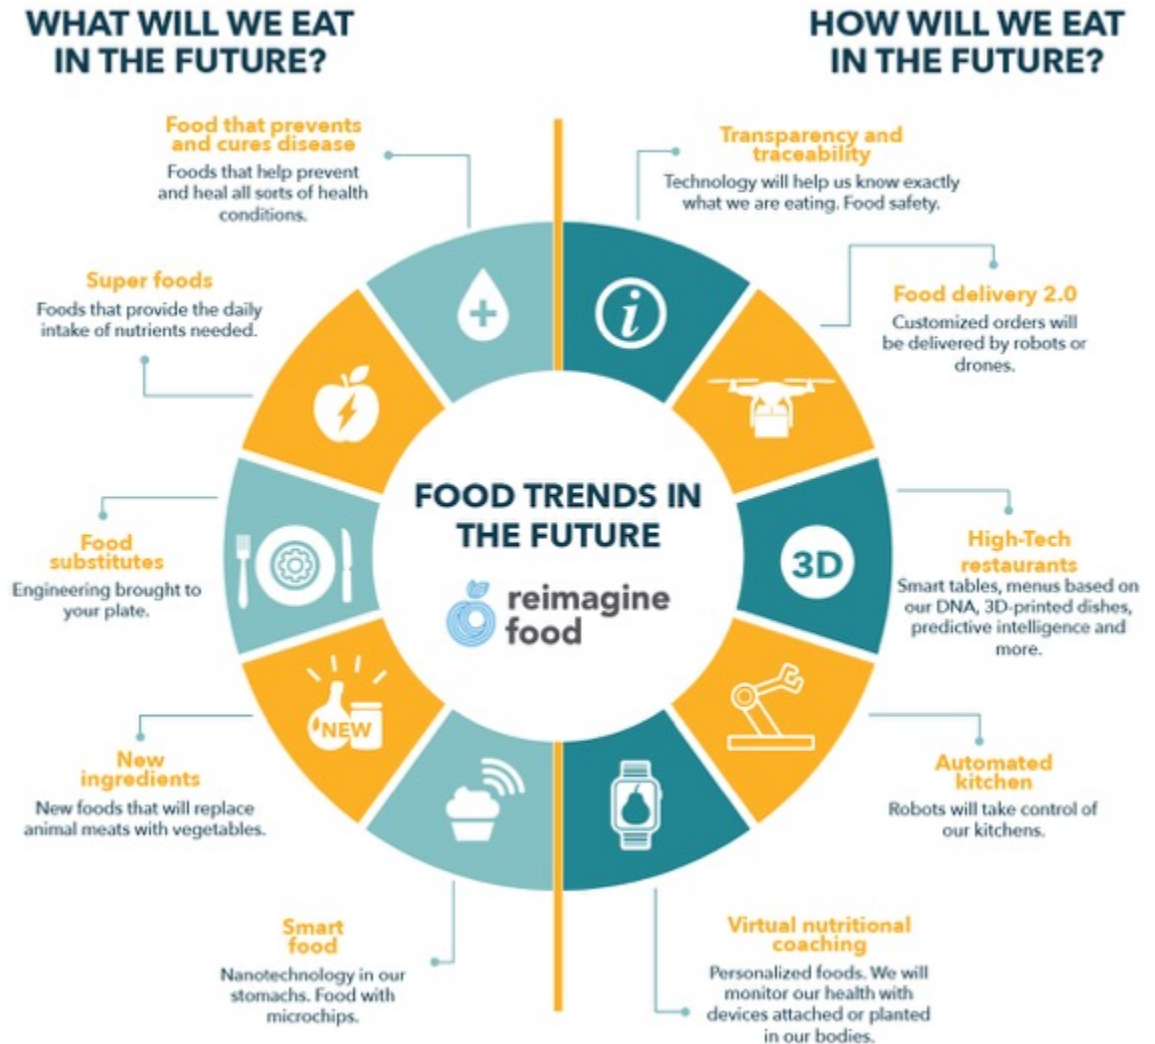 WHAT WILL WE EAT
IN THE FUTURE?
Food that prevents
and cures disease
Foods that help prevent
and heal all sorts of health
conditions.
Super foods
Foods that provide the daily
intake of nutrients needed.
Food
substitutes
Engineering brought to
your plate.
New
ingredients
New foods that will replace
animal meats with vegetables.
Smart
food
Nanotechnology in our
stomachs. Food with
microchips.
NEW
FOOD TRENDS IN
THE FUTURE
reimagine
food
i
3D
HOW WILL WE EAT
IN THE FUTURE?
Transparency and
traceability
Technology will help us know exactly
what we are eating. Food safety.
Food delivery 2.0
Customized orders will
be delivered by robots or
drones.
High-Tech
restaurants
Smart tables, menus based on
our DNA, 3D-printed dishes,
predictive intelligence and
more.
Automated
kitchen
Robots will take control of
our kitchens.
Virtual nutritional
coaching
Personalized foods. We will
monitor our health with
devices attached or planted
in our bodies.